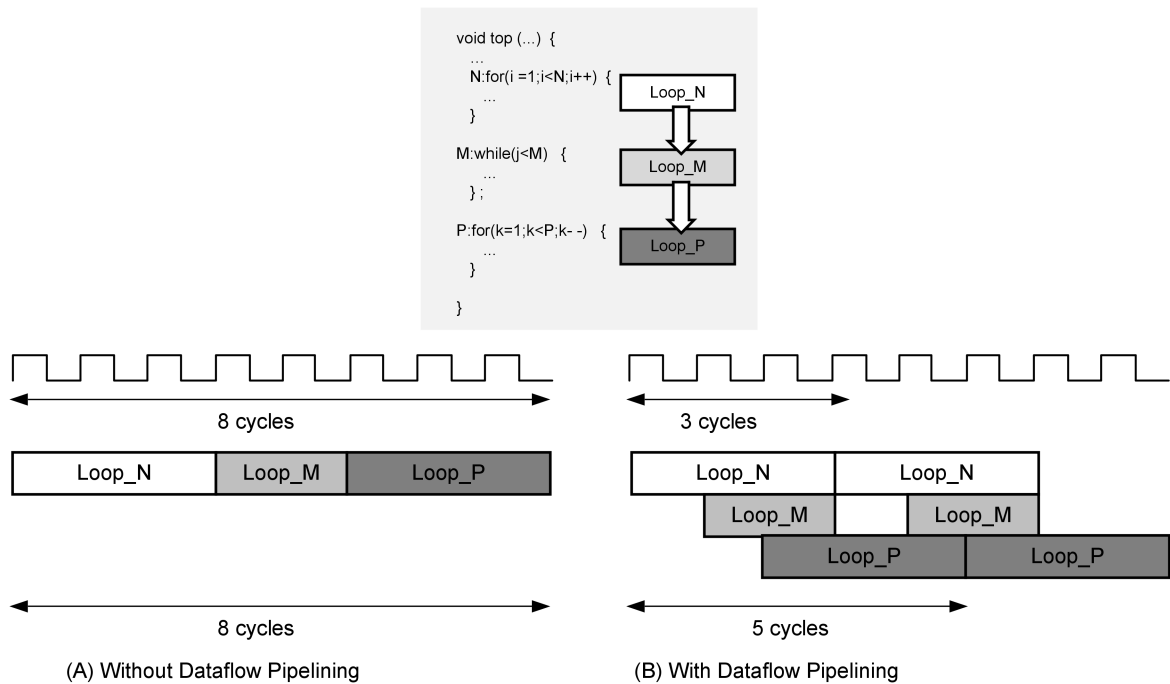 void top (...) {
...
N:for(i =1;i<N;i++) {
...
}
M:while(j<M) {
...
} ;
P:for(k=1;k<P;k- -) {
...
}
}
Loop_N
Loop_M
Loop_P
8 cycles
Loop_N Loop_M Loop_P
8 cycles
(A) Without Dataflow Pipelining
3 cycles
Loop_N Loop_N
Loop_M Loop_M
Loop_P Loop_P
5 cycles
(B) With Dataflow Pipelining